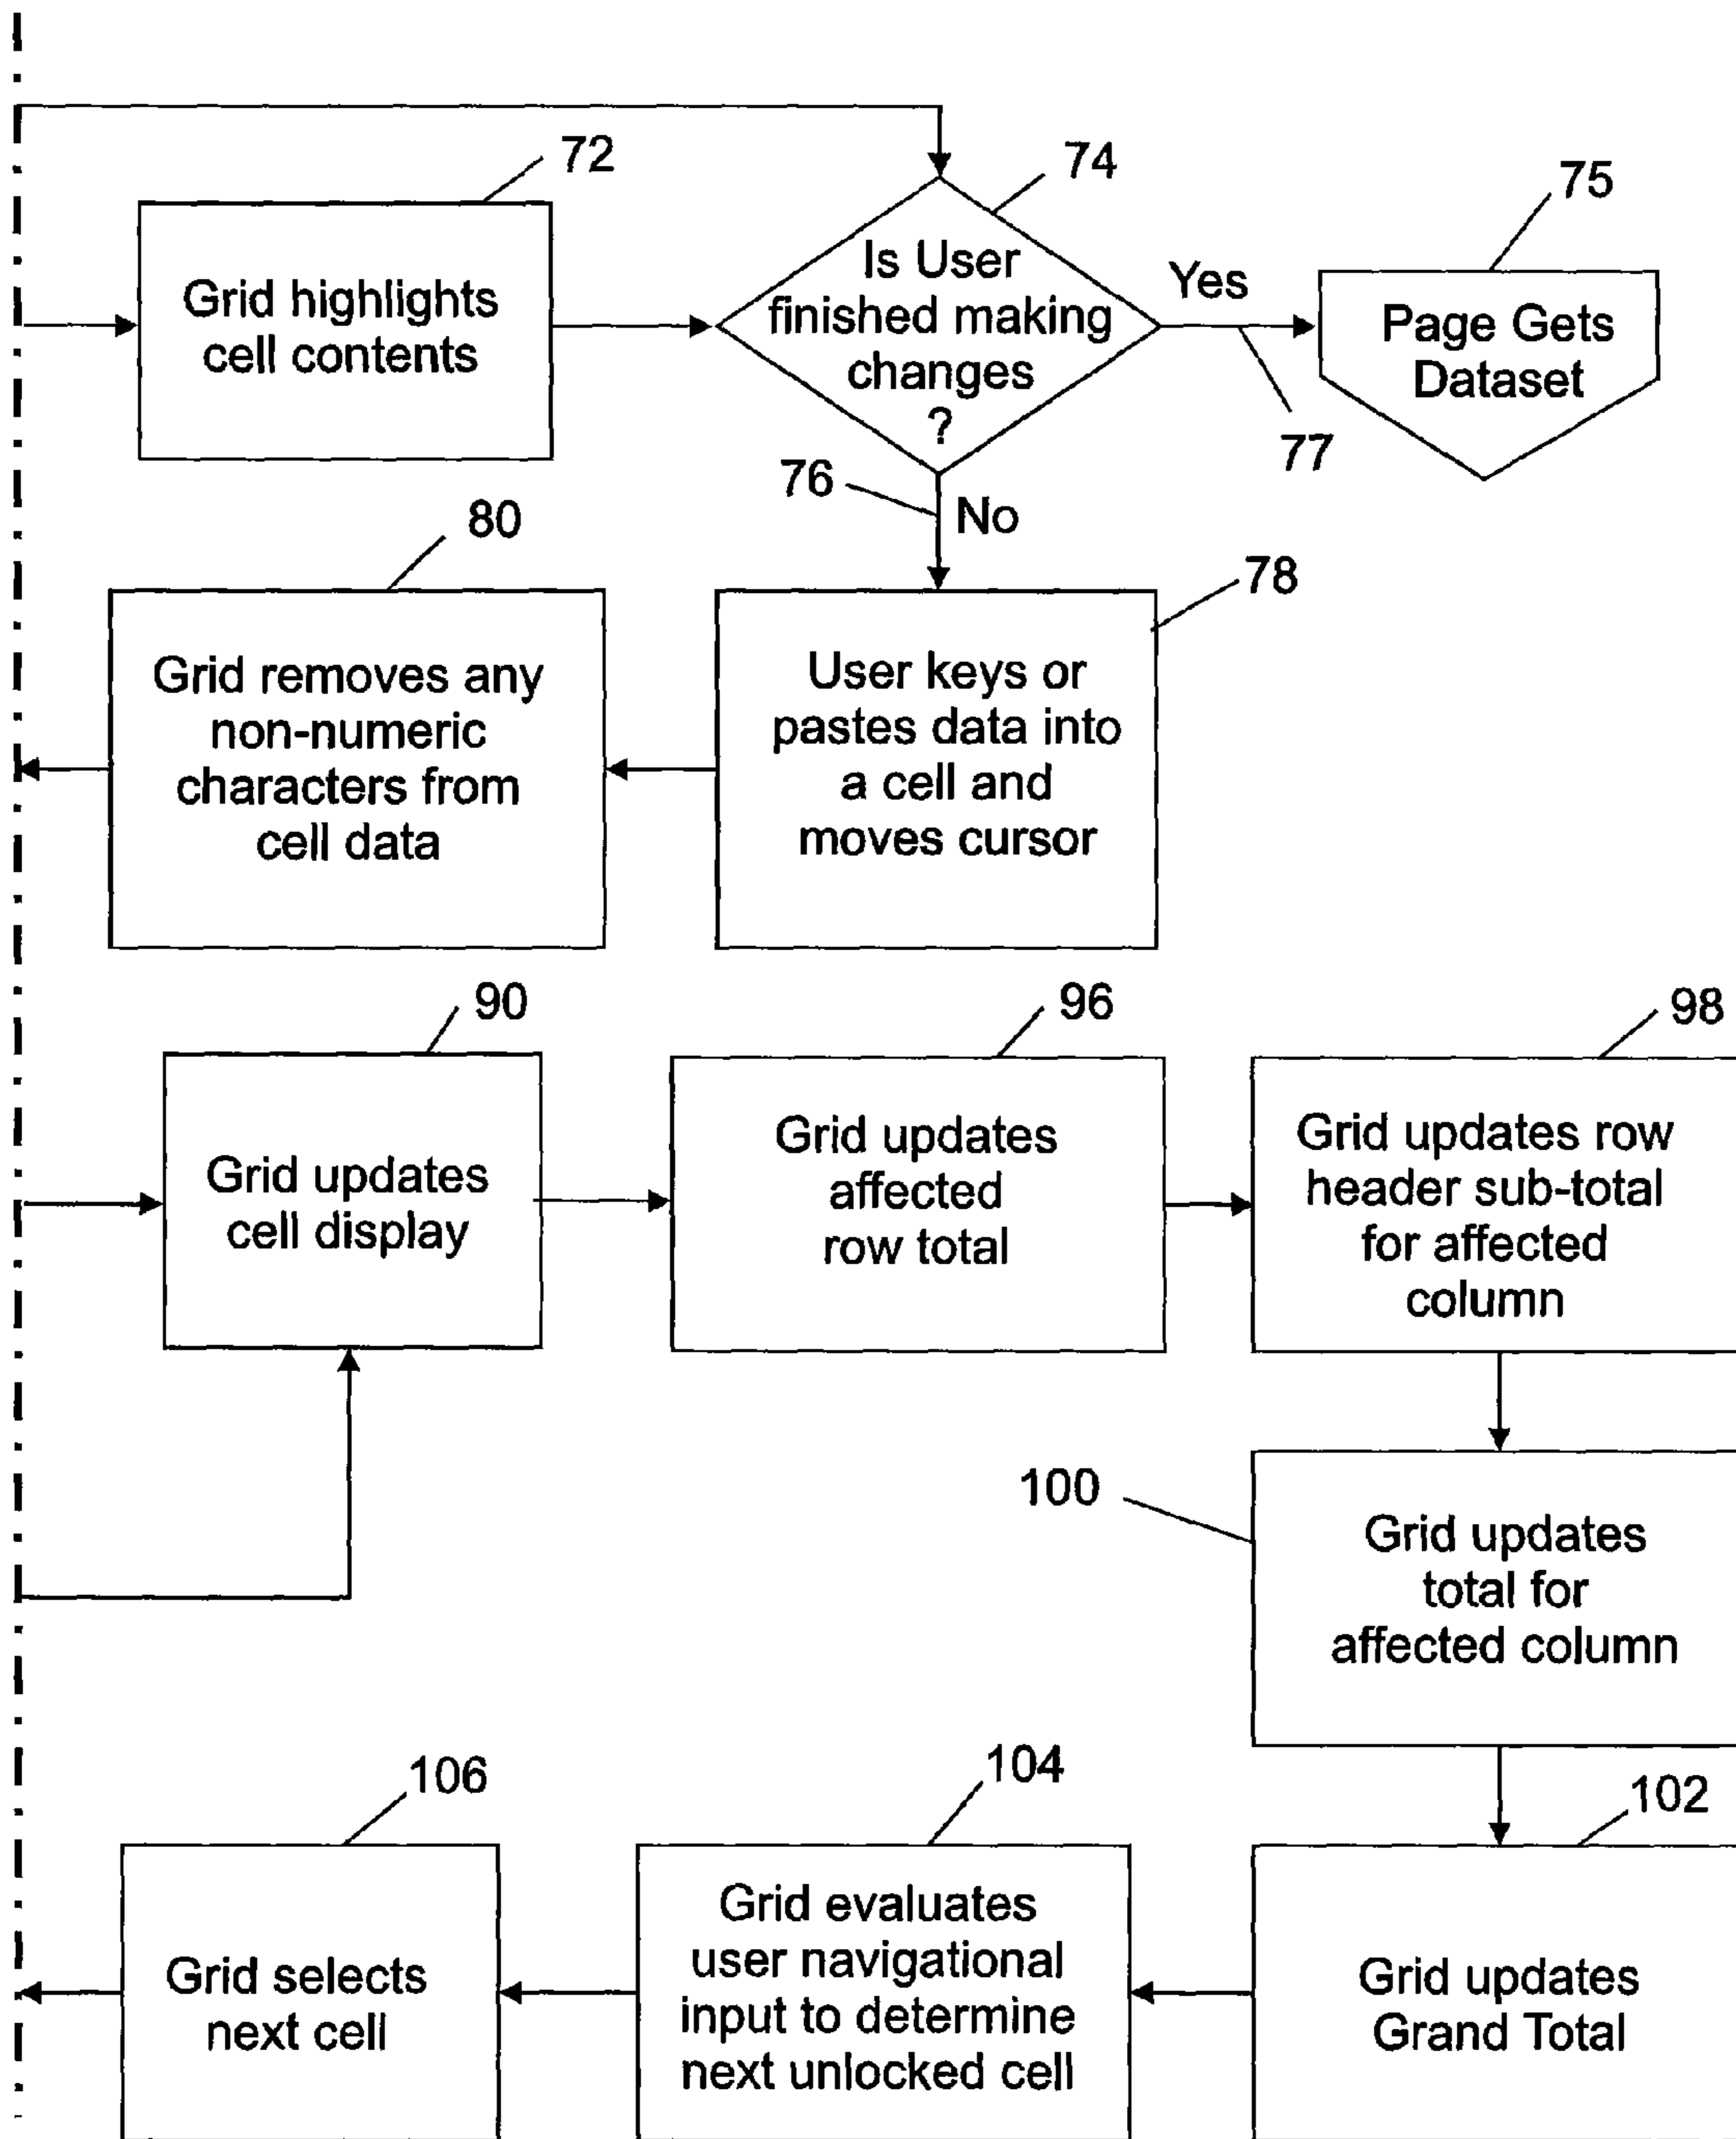 72
Grid highlights
cell contents
74
Is User
finished making
changes
?
Yes
77
75
Page Gets
Dataset
76
No
80
Grid removes any
non-numeric
characters from
cell data
78
User keys or
pastes data into
a cell and
moves cursor
90
Grid updates
cell display
96
Grid updates
affected
row total
98
Grid updates row
header sub-total
for affected
column
100
Grid updates
total for
affected column
106
Grid selects
next cell
104
Grid evaluates
user navigational
input to determine
next unlocked cell
102
Grid updates
Grand Total